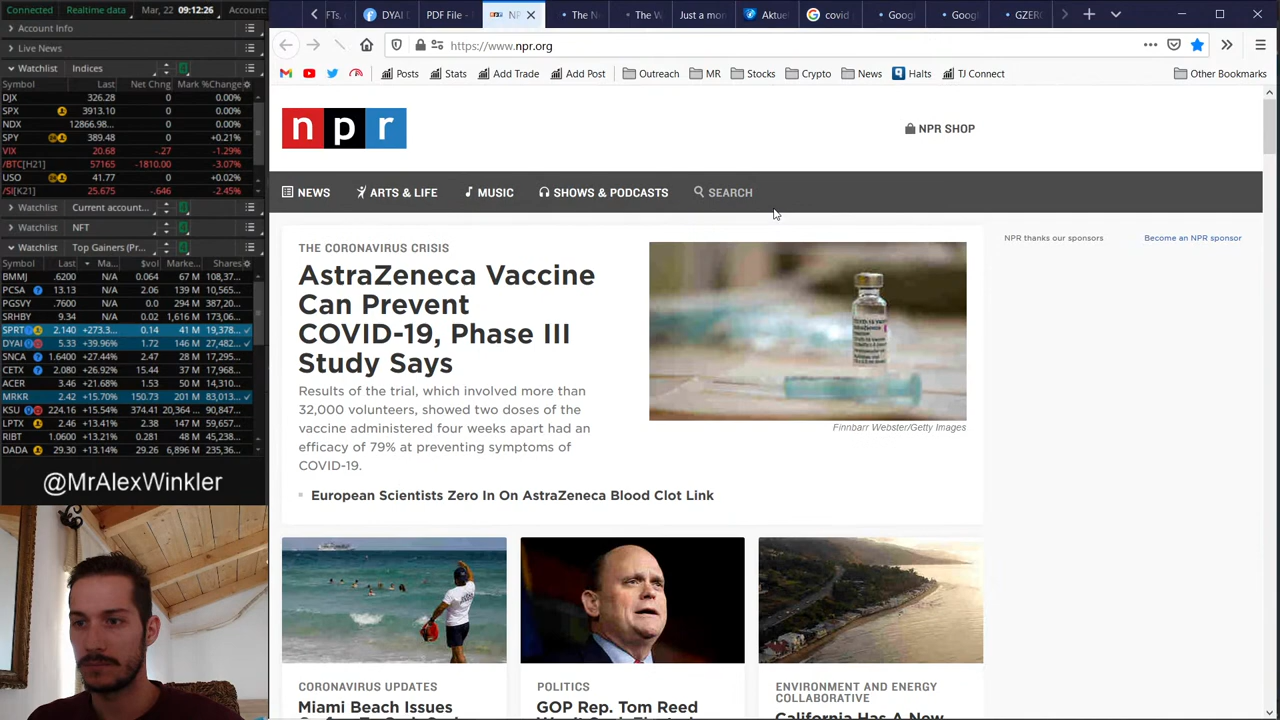 Connected Realtime data Mar, 22 09:12:26 Account:
Account Info
Live News
Watchlist Indices
Symbol Last Net Chng Mark %Change
DJX 326.28 0 0.00%
SPX 3913.10 0 0.00%
NDX 12866.98... 0 0.00%
SPY 389.48 0 +0.21%
VIX 20.68 -.27 -1.29%
/BTC[H21] 57165 -1810.00 -3.07%
USO 41.77 0 +0.02%
/SI[K21] 25.675 -.646 -2.45%
Watchlist Current account...
Watchlist NFT
Watchlist Top Gainers (Pr...
Symbol Last Ma... $vol Marke... Shares
BMMJ .6200 N/A 0.064 67 M 108,37...
PCSA 13.13 N/A 2.06 139 M 10,565...
PGSVY .7600 N/A 0.0 294 M 387,20...
SRHBY 9.34 N/A 0.02 1,616 M 173,06...
SPRT 2.140 +273.3... 0.14 41 M 19,378...
DYAI 5.33 +39.96% 1.72 146 M 27,482...
SNCA 1.6400 +27.44% 2.47 28 M 17,968...
CETX 2.080 +26.92% 15.44 37 M 17,968...
ACER 3.46 +21.68% 1.53 50 M 14,310...
MRKR 2.42 +15.70% 150.73 201 M 83,013...
KSU 224.16 +15.54% 374.41 20,364 ... 90,847...
LPTX 2.46 +13.41% 2.38 147 M 59,657...
RIBT 1.0600 +13.21% 0.281 48 M 45,238...
DADA 29.30 +13.14% 29.26 6,896 M 235,36...
@MrAlexWinkler
FTs, DYAI D PDF File - F NP The N The W Just a mon Aktue covid Googl Googl GZERO
https://www.npr.org
Posts Stats Add Tracks Add Post Outreach MR Stocks Crypto News Halts TJ Connect Other Bookmarks
npr
NPR SHOP
NEWS ARTS & LIFE MUSIC SHOWS & PODCASTS SEARCH
THE CORONAVIRUS CRISIS
AstraZeneca Vaccine
Can Prevent
COVID-19, Phase III
Study Says
Results of the trial, which involved more than
32,000 volunteers, showed two doses of the
vaccine administered four weeks apart had an
efficacy of 79% at preventing symptoms of
COVID-19.
Finnbarr Webster/Getty Images
European Scientists Zero In On AstraZeneca Blood Clot Link
NPR thanks our sponsors Become an NPR sponsor
CORONAVIRUS UPDATES
Miami Beach Issues
POLITICS
GOP Rep. Tom Reed
ENVIRONMENT AND ENERGY
COLLABORATIVE
California Has A New